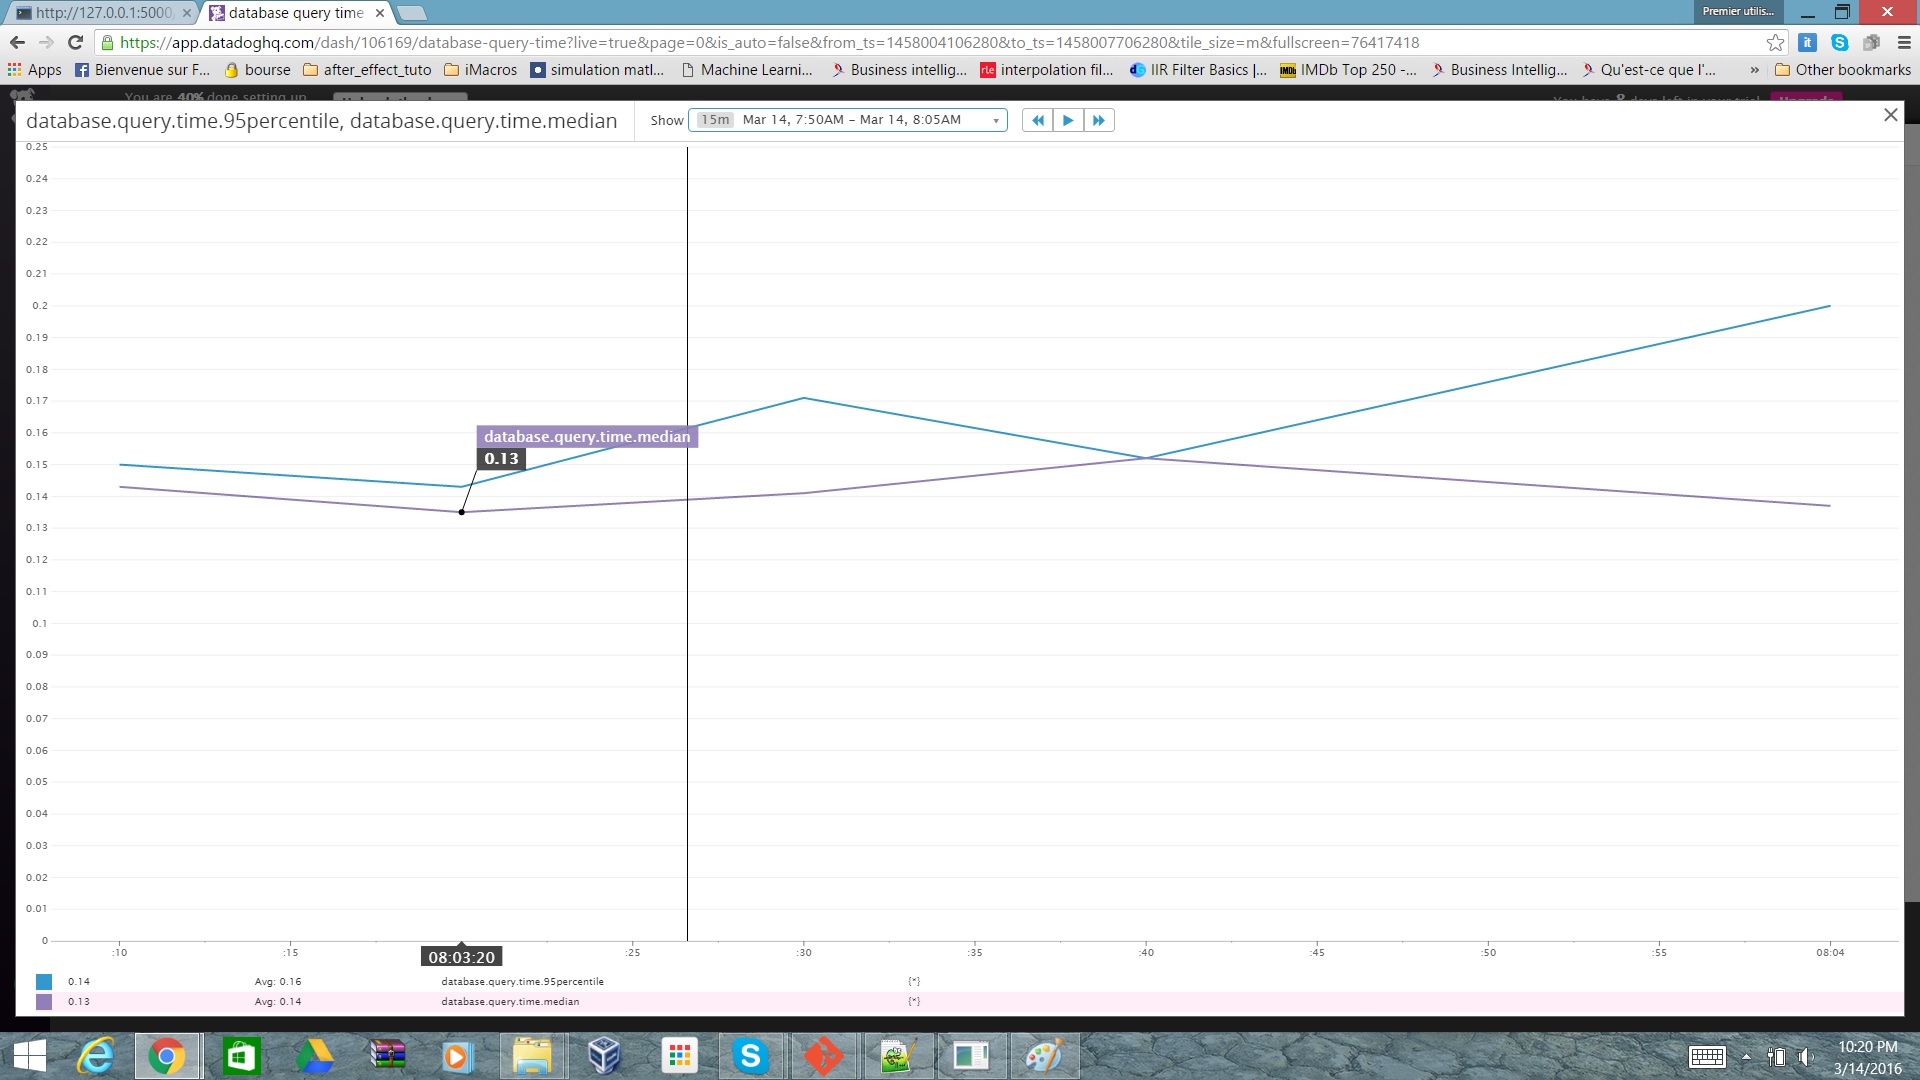 http://127.0.0.1:5000, database query time
Premier utilis...
https://app.datadoghq.com/dash/106169/database-query-time?live=true&page=0&is_auto=false&from_ts=1458004106280&to_ts=1458007706280&tile_size=m&fullscreen=76417418
Apps Bienvenue sur F... bourse after_effect_tuto iMacros simulation matl... Machine Learni... Business intellig... rle interpolation fil... IIR Filter Basics |... IMDb IMDb Top 250 -... Business Intellig... Qu'est-ce que l'... » Other bookmarks
You are 40% done setting up
database.query.time.95percentile, database.query.time.median Show 15m Mar 14, 7:50AM – Mar 14, 8:05AM
0.25
0.24
0.23
0.22
0.21
0.2
0.19
0.18
0.17
0.16
0.15
0.14
0.13
0.12
0.11
0.1
0.09
0.08
0.07
0.06
0.05
0.04
0.03
0.02
0.01
0
database.query.time.median
0.13
:10 :15 08:03:20 :25 :30 :35 :40 :45 :50 :55 08:04
0.14 Avg: 0.16 database.query.time.95percentile {*}
0.13 Avg: 0.14 database.query.time.median {*}
10:20 PM
3/14/2016